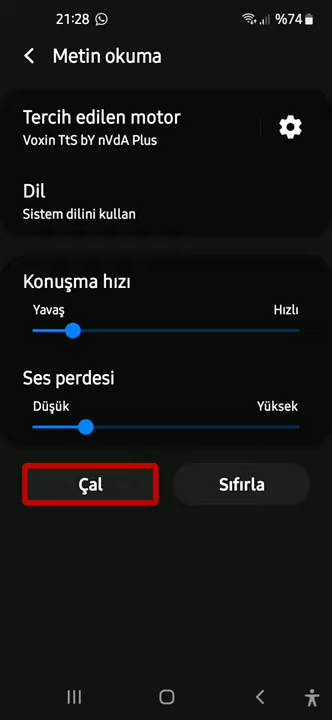 21:28 %74
Metin okuma
Tercih edilen motor
Voxin TtS bY nVdA Plus
Dil
Sistem dilini kullan
Konuşma hızı
Yavaş Hızlı
Ses perdesi
Düşük Yüksek
Çal Sıfırla